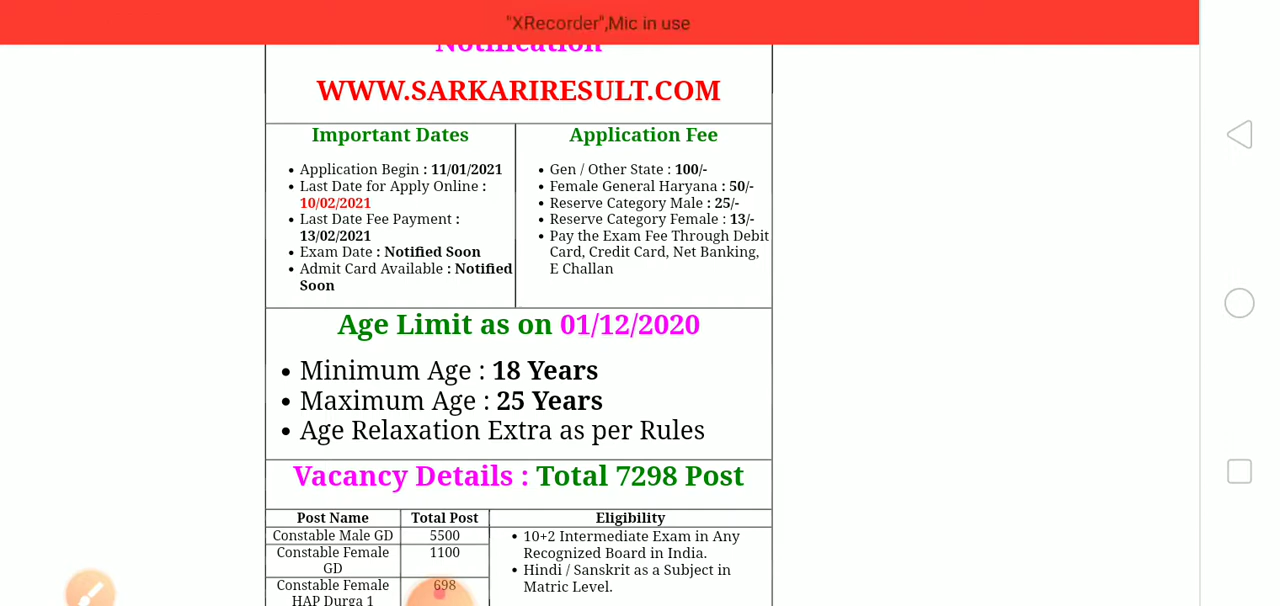 "XRecorder",Mic in use
Notification
WWW.SARKARIRESULT.COM
Important Dates
• Application Begin : 11/01/2021
• Last Date for Apply Online :
10/02/2021
• Last Date Fee Payment :
13/02/2021
• Exam Date : Notified Soon
• Admit Card Available : Notified
Soon
Application Fee
• Gen / Other State : 100/-
• Female General Haryana : 50/-
• Reserve Category Male : 25/-
• Reserve Category Female : 13/-
• Pay the Exam Fee Through Debit
Card, Credit Card, Net Banking,
E Challan
Age Limit as on 01/12/2020
• Minimum Age : 18 Years
• Maximum Age : 25 Years
• Age Relaxation Extra as per Rules
Vacancy Details : Total 7298 Post
Post Name Total Post Eligibility
Constable Male GD 5500
Constable Female
GD 1100
Constable Female
HAP Durga 1 698
• 10+2 Intermediate Exam in Any
Recognized Board in India.
• Hindi / Sanskrit as a Subject in
Matric Level.